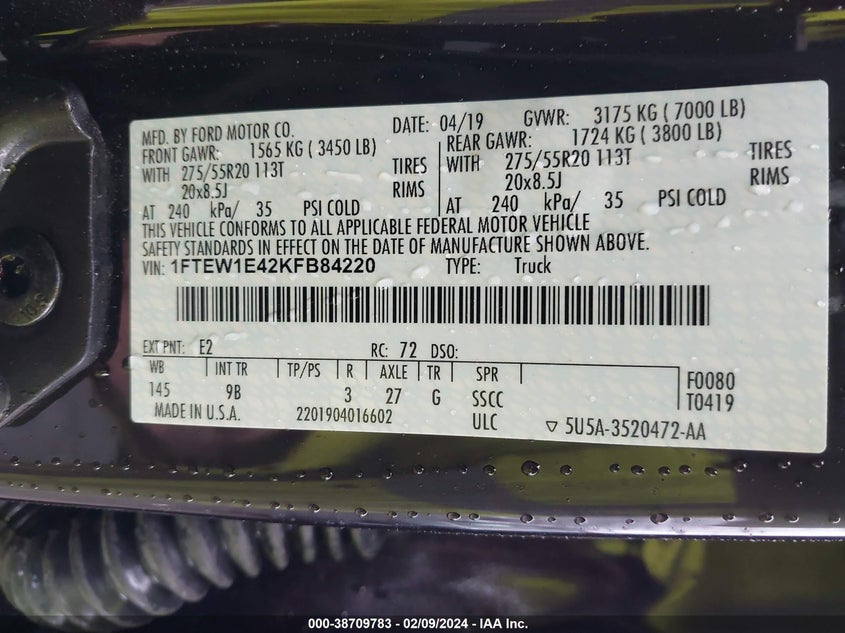 MFD. BY FORD MOTOR CO. DATE: 04/19 GVWR: 3175 KG ( 7000 LB)
FRONT GAWR: 1565 KG ( 3450 LB) REAR GAWR: 1724 KG ( 3800 LB)
WITH 275/55R20 113T TIRES WITH 275/55R20 113T TIRES
20x8.5J RIMS 20x8.5J RIMS
AT 240 kPa/ 35 PSI COLD AT 240 kPa/ 35 PSI COLD
THIS VEHICLE CONFORMS TO ALL APPLICABLE FEDERAL MOTOR VEHICLE
SAFETY STANDARDS IN EFFECT ON THE DATE OF MANUFACTURE SHOWN ABOVE.
VIN: 1FTEW1E42KFB84220 TYPE: Truck
EXT PNT: E2 RC: 72 DSO:
WB INT TR TP/PS R AXLE TR SPR
145 9B 3 27 G SSCC F0080
MADE IN U.S.A. 2201904016602 ULC T0419
▽ 5U5A-3520472-AA
000-38709783 - 02/09/2024 - IAA Inc.